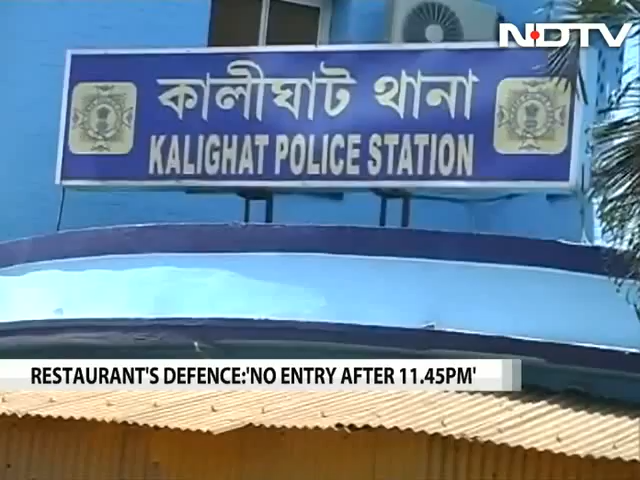 NDTV
কালীঘাট থানা
KALIGHAT POLICE STATION
RESTAURANT'S DEFENCE:'NO ENTRY AFTER 11.45PM'